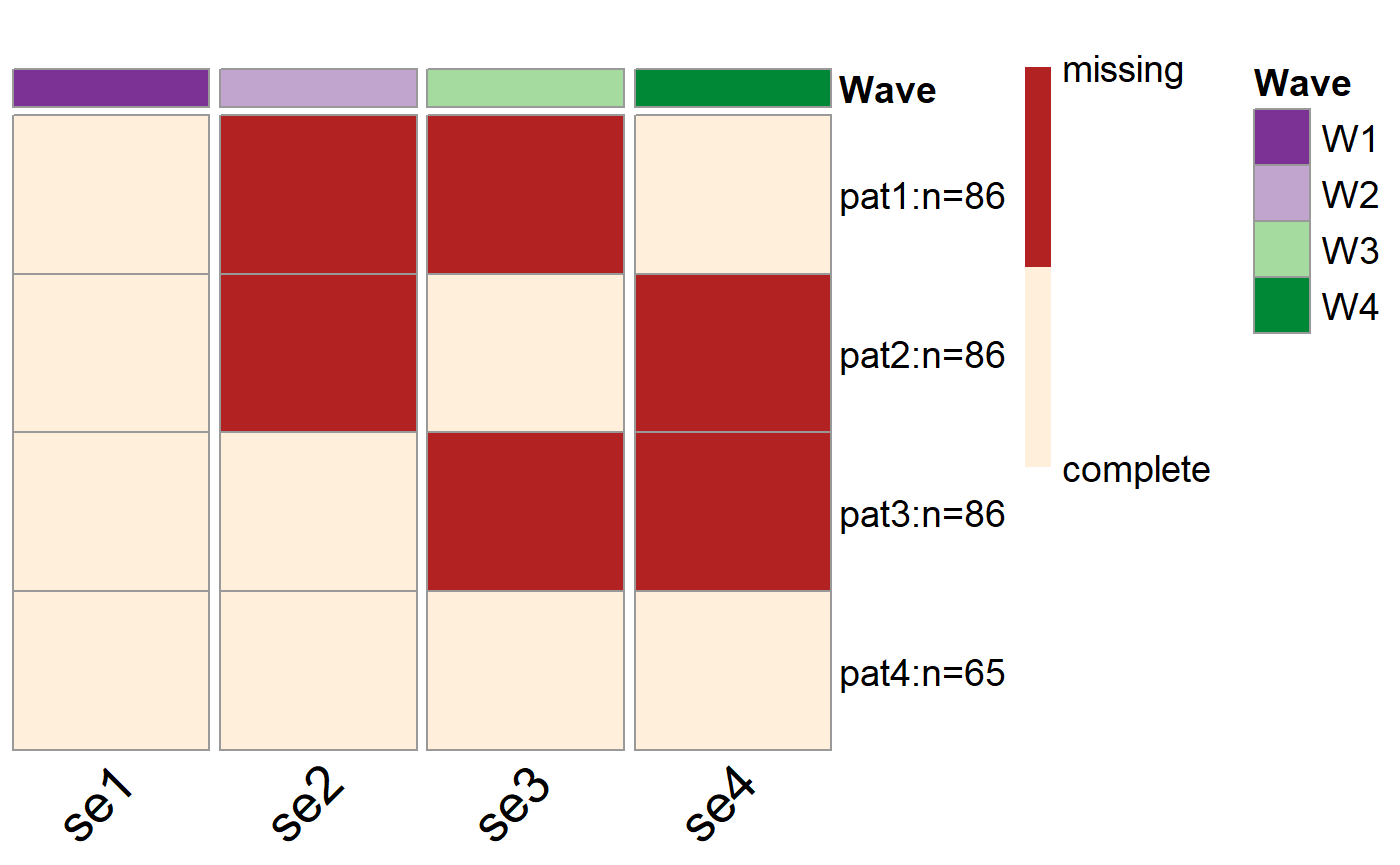 Wave
pat1:n=86
pat2:n=86
pat3:n=86
pat4:n=65
se1
se2
se3
se4
missing
complete
Wave
W1
W2
W3
W4